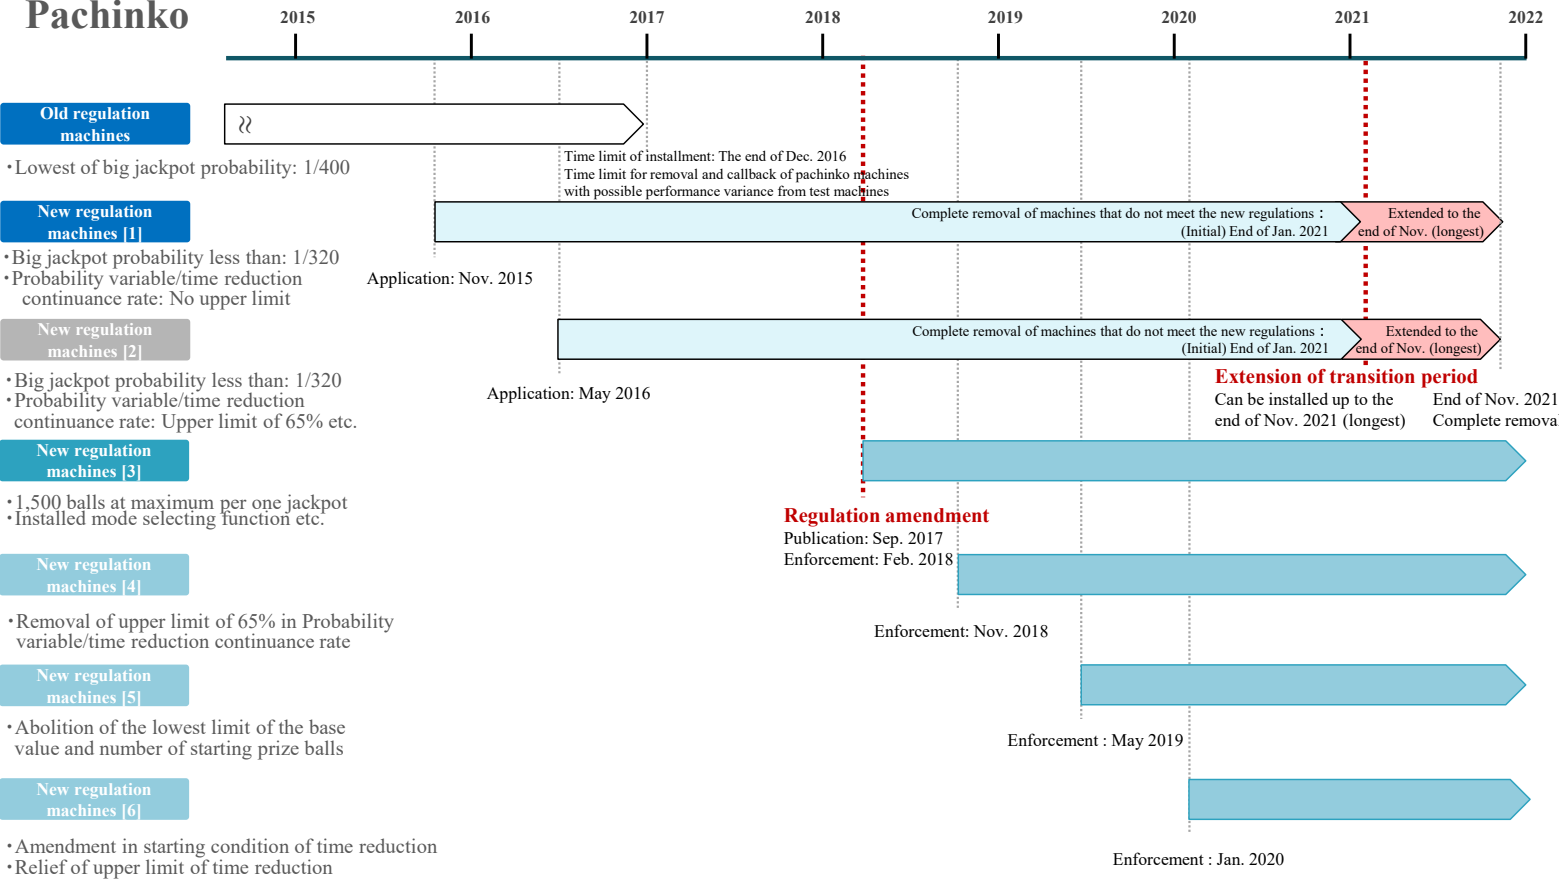 Pachinko
2015 2016 2017 2018 2019 2020 2021 2022
Old regulation
machines
・Lowest of big jackpot probability: 1/400
Time limit of installment: The end of Dec. 2016
Time limit for removal and callback of pachinko machines
with possible performance variance from test machines
New regulation
machines [1]
Complete removal of machines that do not meet the new regulations：
(Initial) End of Jan. 2021
Extended to the
end of Nov. (longest)
・Big jackpot probability less than: 1/320
・Probability variable/time reduction
continuance rate: No upper limit
Application: Nov. 2015
New regulation
machines [2]
Complete removal of machines that do not meet the new regulations：
(Initial) End of Jan. 2021
Extended to the
end of Nov. (longest)
・Big jackpot probability less than: 1/320
・Probability variable/time reduction
continuance rate: Upper limit of 65% etc.
Application: May 2016
Extension of transition period
Can be installed up to the
end of Nov. 2021 (longest)
End of Nov. 2021
Complete removal
New regulation
machines [3]
・1,500 balls at maximum per one jackpot
・Installed mode selecting function etc.
Regulation amendment
Publication: Sep. 2017
Enforcement: Feb. 2018
New regulation
machines [4]
・Removal of upper limit of 65% in Probability
variable/time reduction continuance rate
Enforcement: Nov. 2018
New regulation
machines [5]
・Abolition of the lowest limit of the base
value and number of starting prize balls
Enforcement : May 2019
New regulation
machines [6]
・Amendment in starting condition of time reduction
・Relief of upper limit of time reduction
Enforcement : Jan. 2020